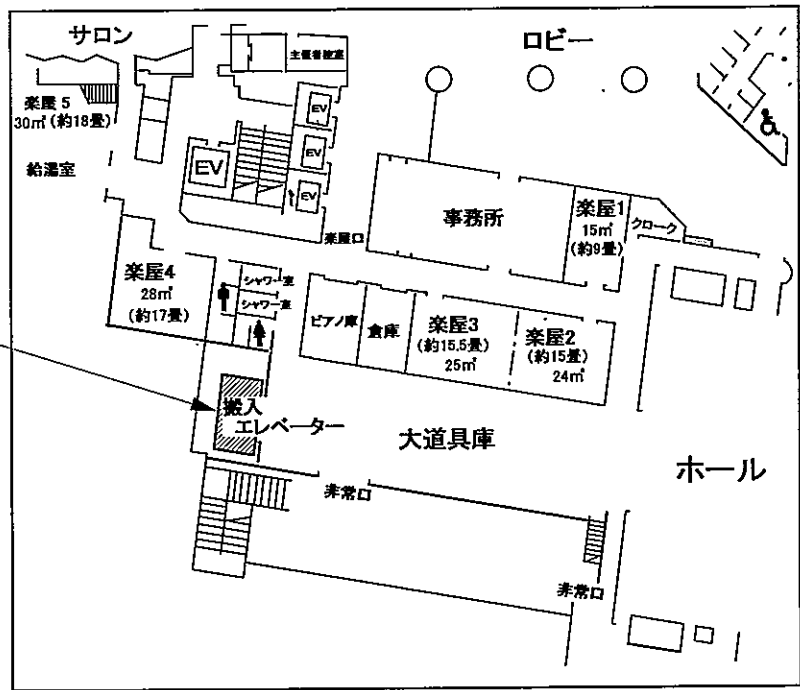 サロン
ロビー
主催者控室
楽屋5
30㎡(約18畳)
EV
EV
EV
EV
給湯室
事務所
楽屋1
15㎡
(約9畳)
クローク
楽屋口
楽屋4
28㎡
(約17畳)
シャワー室
シャワー室
ピアノ庫
倉庫
楽屋3
(約15.5畳)
25㎡
楽屋2
(約15畳)
24㎡
搬入
エレベーター
大道具庫
ホール
非常口
非常口